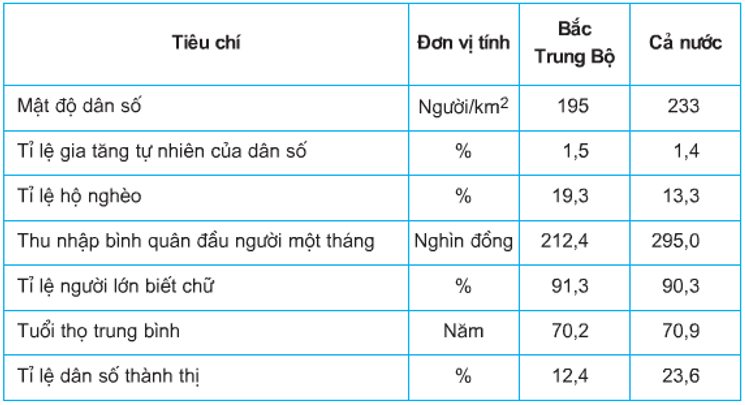 Tiêu chí Đơn vị tính Bắc Trung Bộ Cả nước
Mật độ dân số Người/km² 195 233
Tỉ lệ gia tăng tự nhiên của dân số % 1,5 1,4
Tỉ lệ hộ nghèo % 19,3 13,3
Thu nhập bình quân đầu người một tháng Nghìn đồng 212,4 295,0
Tỉ lệ người lớn biết chữ % 91,3 90,3
Tuổi thọ trung bình Năm 70,2 70,9
Tỉ lệ dân số thành thị % 12,4 23,6